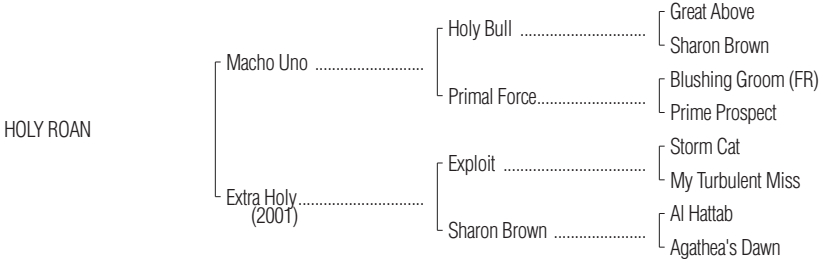 Great Above
Holy Bull ..............................
Sharon Brown
Macho Uno ..........................
Blushing Groom (FR)
Primal Force..........................
Prime Prospect
HOLY ROAN
Storm Cat
Exploit ..................................
My Turbulent Miss
Extra Holy..............................
(2001)
Al Hattab
Sharon Brown ......................
Agathea's Dawn